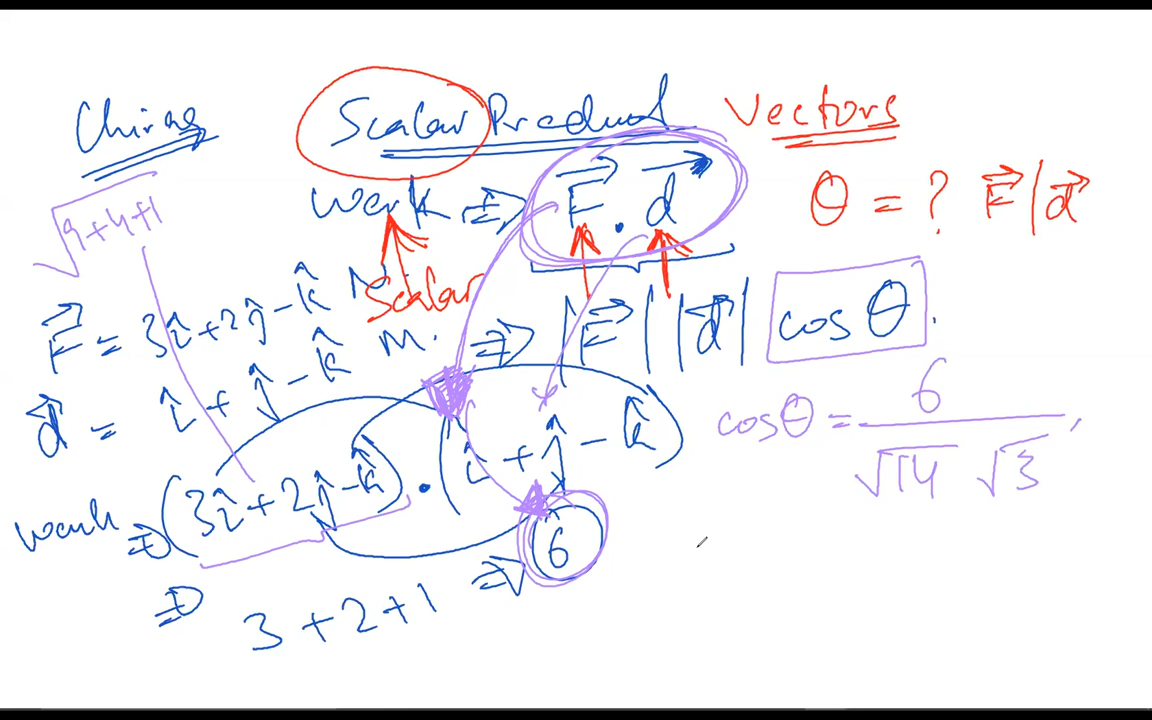 Chirag Scalar Product Vectors
√9+4+1 work ⇒ F⃗ . d⃗ θ = ? F⃗ | d⃗
Scalar
F⃗ = 3î+2ĵ-k̂ N ⇒ |F⃗| |d⃗| cos θ.
d⃗ = î + ĵ - k̂ m.
cosθ = 6 / √14 √3
work ⇒ (3î+2ĵ-k̂) . (î + ĵ - k̂)
⇒ 3+2+1 ⇒ 6